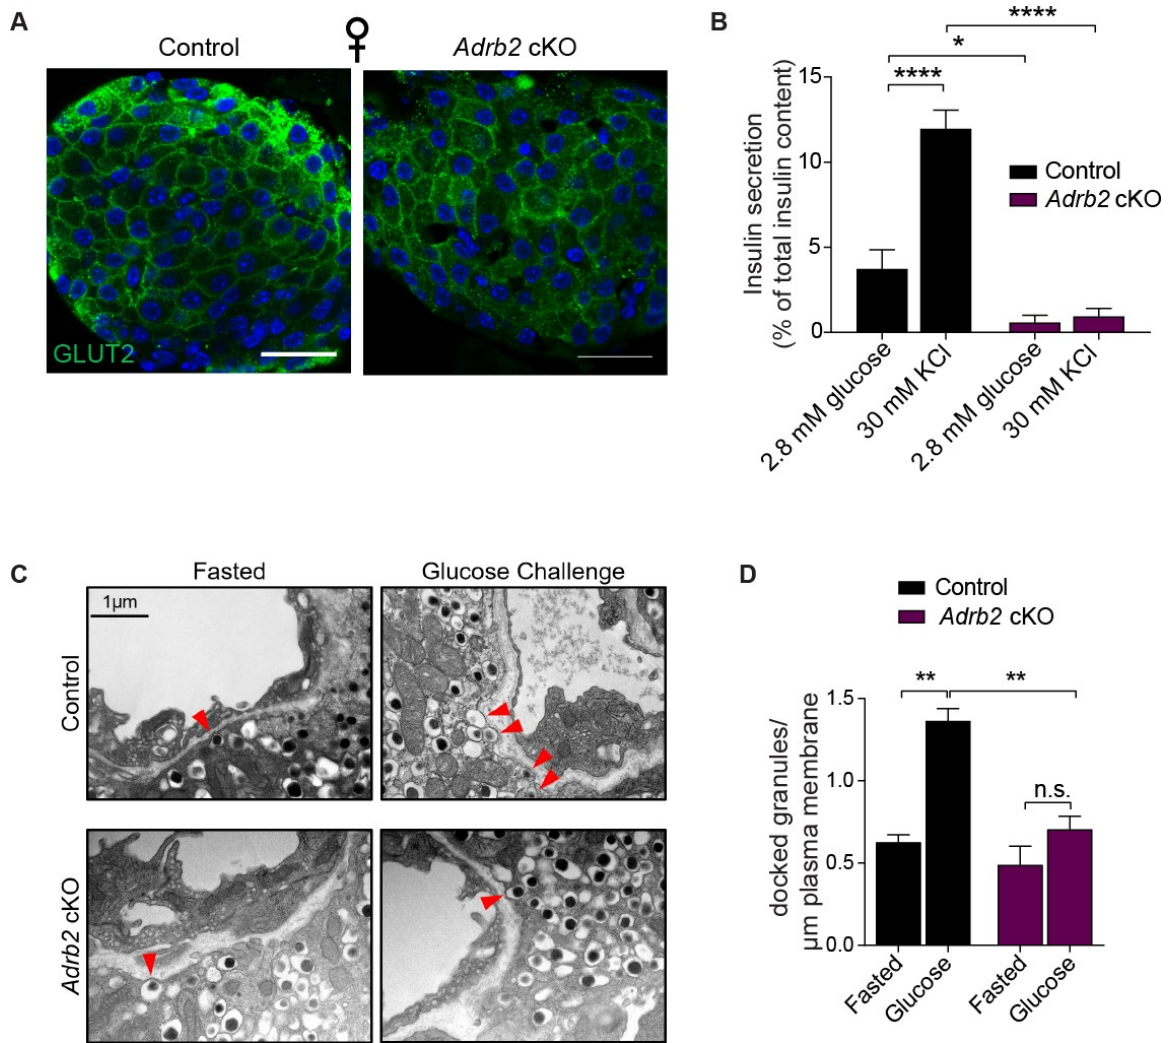 A
Control
♀
Adrb2 cKO
GLUT2
B
****
*
****
Insulin secretion
(% of total insulin content)
15
10
5
0
Control
Adrb2 cKO
2.8 mM glucose
30 mM KCl
2.8 mM glucose
30 mM KCl
C
Fasted
Glucose Challenge
1µm
Control
Adrb2 cKO
D
Control
Adrb2 cKO
**
**
n.s.
docked granules/
µm plasma membrane
1.5
1.0
0.5
0.0
Fasted
Glucose
Fasted
Glucose